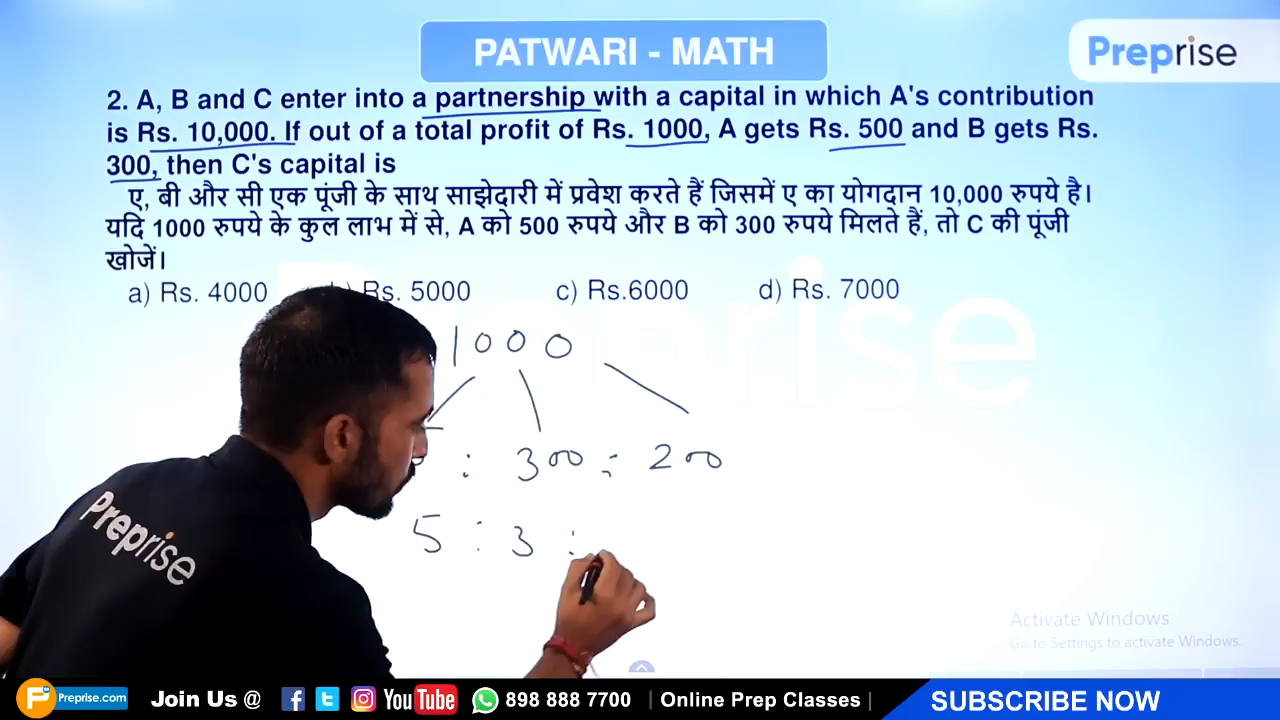 PATWARI - MATH
Preprise
2. A, B and C enter into a partnership with a capital in which A's contribution
is Rs. 10,000. If out of a total profit of Rs. 1000, A gets Rs. 500 and B gets Rs.
300, then C's capital is
ए, बी और सी एक पूंजी के साथ साझेदारी में प्रवेश करते हैं जिसमें ए का योगदान 10,000 रुपये है।
यदि 1000 रुपये के कुल लाभ में से, A को 500 रुपये और B को 300 रुपये मिलते हैं, तो C की पूंजी
खोजें।
a) Rs. 4000 Rs. 5000 c) Rs.6000 d) Rs. 7000
1000
: 300 : 200
5 : 3 :
Preprise
Activate Windows
Go to Settings to activate Windows.
Preprise.com Join Us @ YouTube 898 888 7700 | Online Prep Classes | SUBSCRIBE NOW